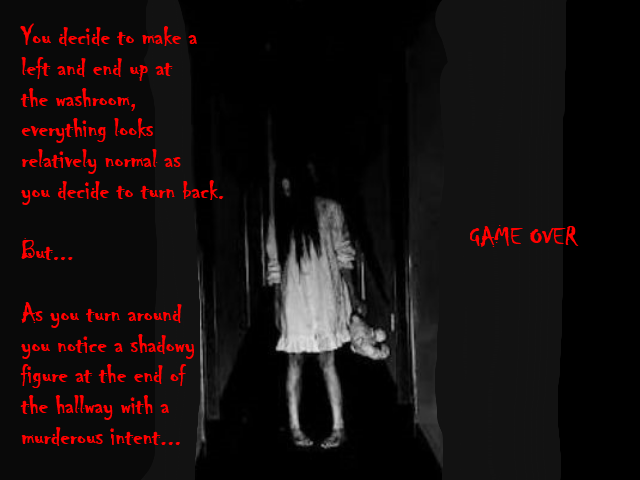 You decide to make a
left and end up at
the washroom,
everything looks
relatively normal as
you decide to turn back.
But...
As you turn around
you notice a shadowy
figure at the end of
the hallway with a
murderous intent...
GAME OVER